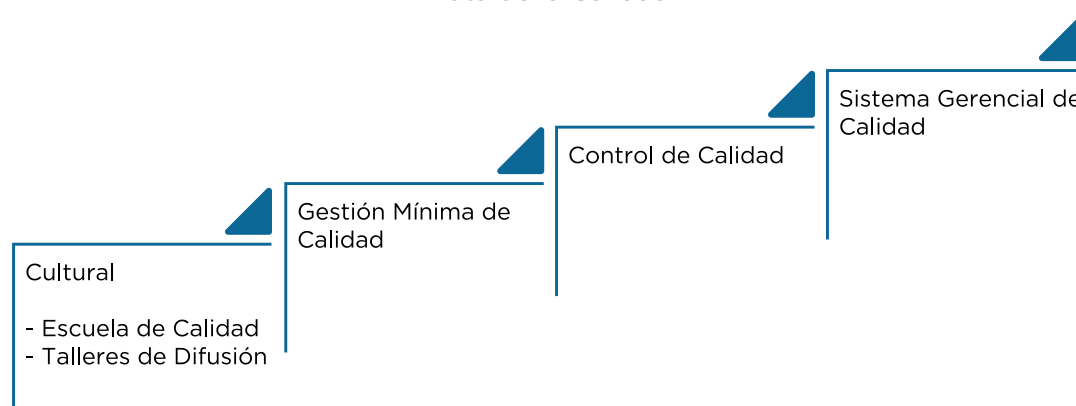 Cultural
- Escuela de Calidad
- Talleres de Difusión
Gestión Mínima de
Calidad
Control de Calidad
Sistema Gerencial de
Calidad